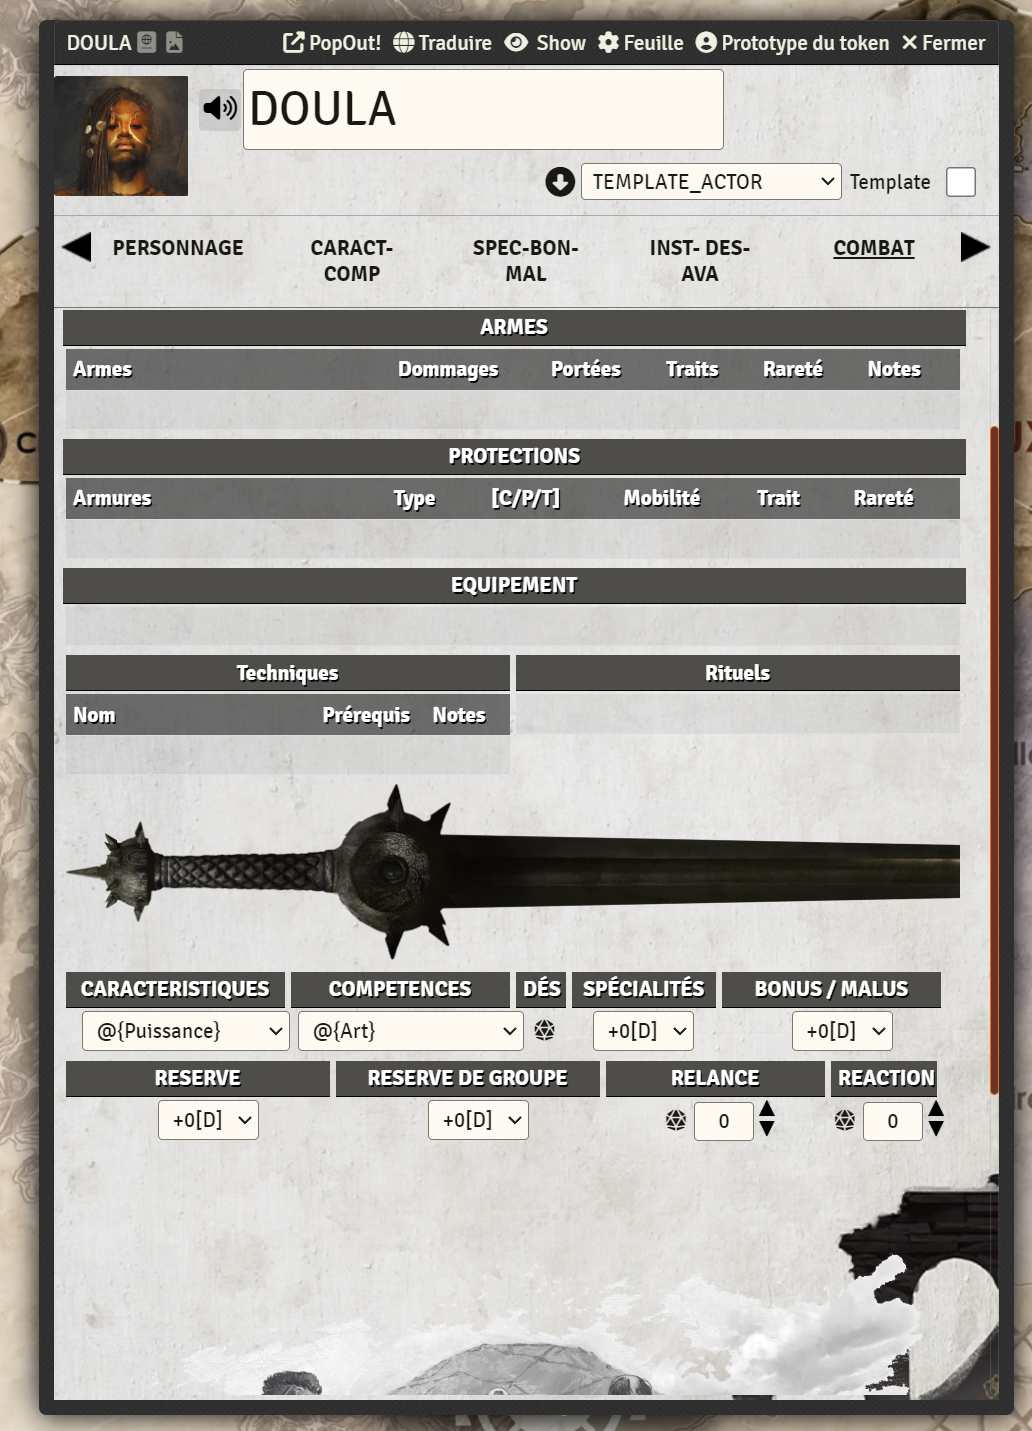 DOULA PopOut! Traduire Show Feuille Prototype du token Fermer
DOULA
TEMPLATE_ACTOR Template
PERSONNAGE CARACT- SPEC-BON- INST- DES- COMBAT
COMP MAL AVA
ARMES
Armes Dommages Portées Traits Rareté Notes
PROTECTIONS
Armures Type [C/P/T] Mobilité Trait Rareté
EQUIPEMENT
Techniques Rituels
Nom Prérequis Notes
CARACTERISTIQUES COMPETENCES DÉS SPÉCIALITÉS BONUS / MALUS
@{Puissance} @{Art} +0[D] +0[D]
RESERVE RESERVE DE GROUPE RELANCE REACTION
+0[D] +0[D] 0 0